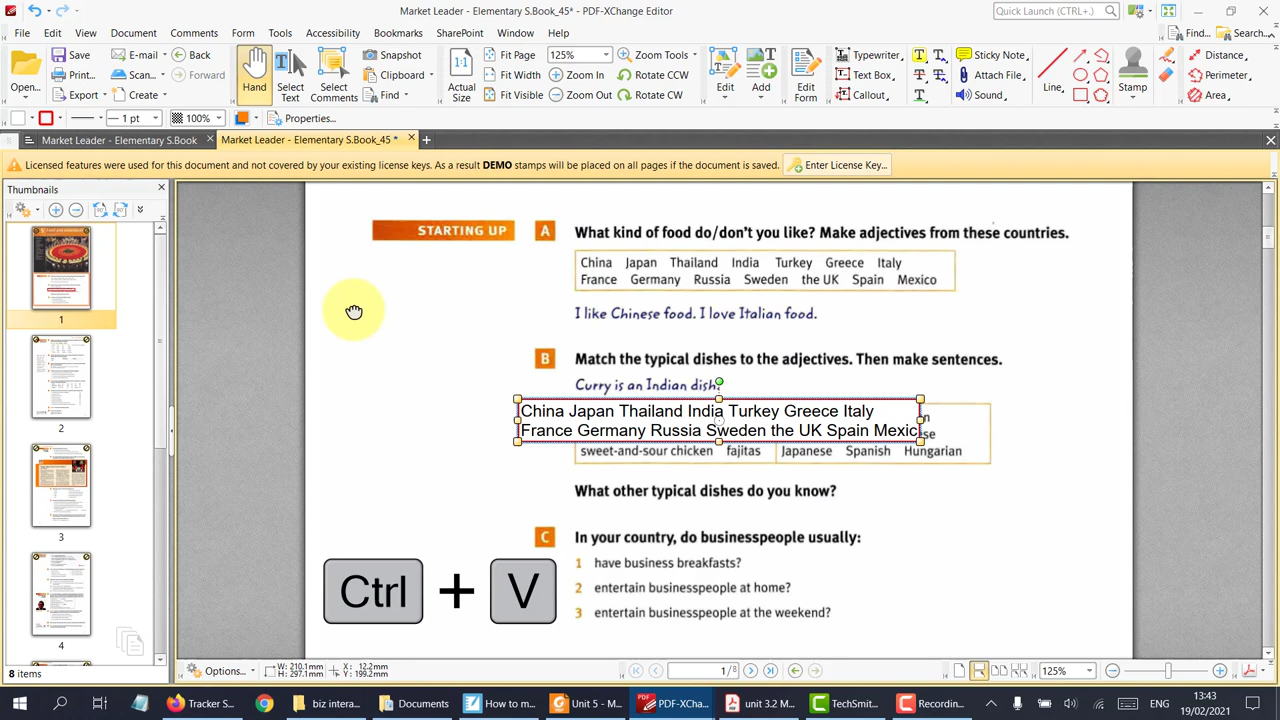 Market Leader - Elementary S.Book_45* - PDF-XChange Editor
Quick Launch (CTRL+.)
File Edit View Document Comments Form Tools Accessibility Bookmarks SharePoint Window Help
Find... Search...
Open...
Save
Print...
Export
E-mail
Scan...
Create
Back
Forward
Hand
Select Text
Select Comments
Snapshot
Clipboard
Find
Actual Size
Fit Page
Fit Width
Fit Visible
125%
Zoom In
Zoom Out
Zoom Tools
Rotate CCW
Rotate CW
Edit
Add
Edit Form
Typewriter
Text Box
Callout
Sticky Note
Attach File
Sound
Line
Stamp
Distance
Perimeter
Area
1 pt 100% Properties...
Market Leader - Elementary S.Book
Market Leader - Elementary S.Book_45 *
Licensed features were used for this document and not covered by your existing license keys. As a result DEMO stamps will be placed on all pages if the document is saved. Enter License Key...
Thumbnails
1
2
3
4
STARTING UP
A What kind of food do/don't you like? Make adjectives from these countries.
China Japan Thailand India Turkey Greece Italy
France Germany Russia Sweden the UK Spain Mexico
I like Chinese food. I love Italian food.
B Match the typical dishes to the adjectives. Then make sentences.
Curry is an Indian dish.
China Japan Thailand India Turkey Greece Italy
France Germany Russia Sweden the UK Spain Mexic
sweet-and-sour chicken fajitas Japanese Spanish Hungarian
What other typical dishes do you know?
C In your country, do businesspeople usually:
1 have business breakfasts?
2 entertain businesspeople at home?
3 entertain businesspeople at the weekend?
Ctrl + V
8 items
Options...
W: 210.1mm
H: 297.1mm
X: 12.2mm
Y: 199.2mm
1 / 8
125%
Tracker S...
biz intera...
Documents
How to m...
Unit 5 - M...
PDF-XCha...
unit 3.2 M...
TechSmit...
Recordin...
ENG
13:43
19/02/2021